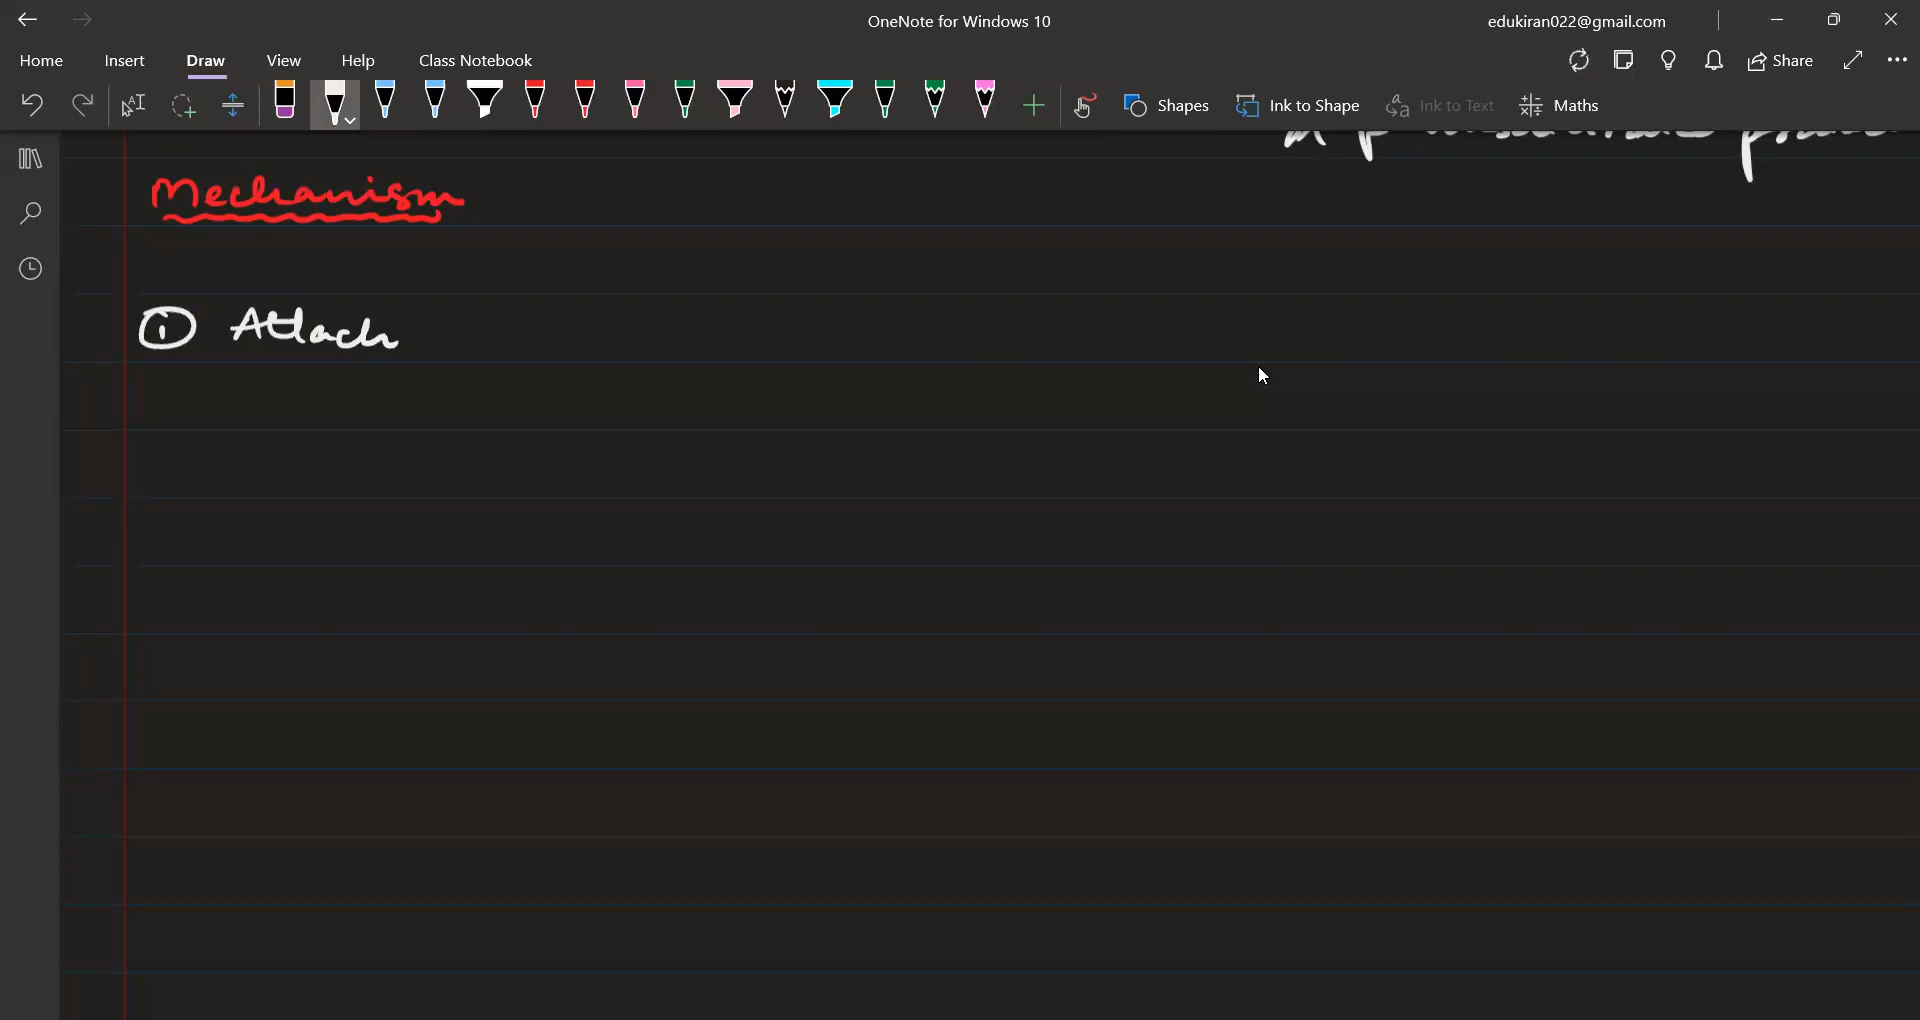 OneNote for Windows 10
edukiran022@gmail.com
Home Insert Draw View Help Class Notebook Share
Shapes Ink to Shape Ink to Text Maths
Mechanism
① Attach